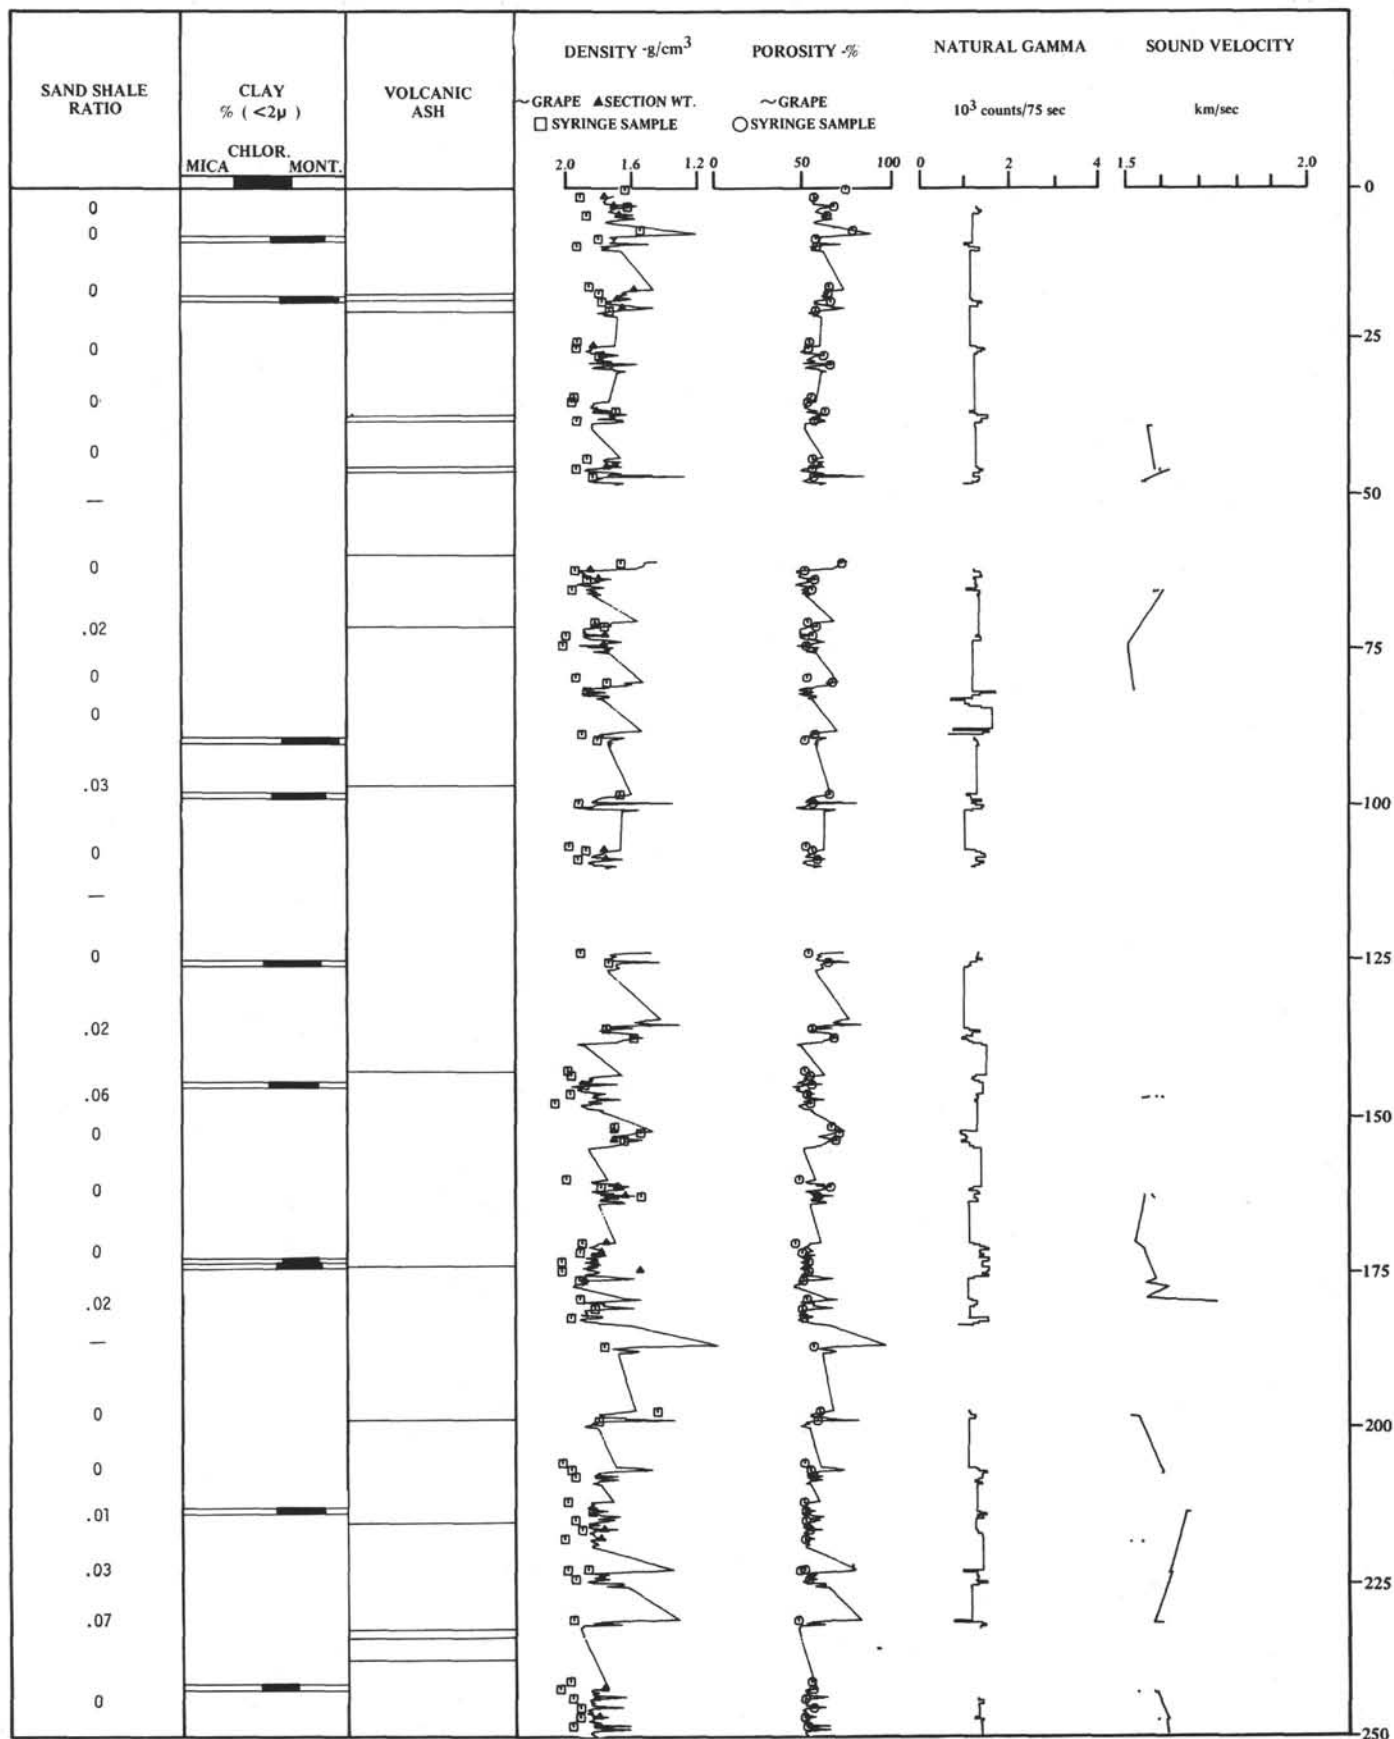 DENSITY -g/cm³ POROSITY -% NATURAL GAMMA SOUND VELOCITY
SAND SHALE RATIO
CLAY % ( <2μ )
VOLCANIC ASH
~GRAPE ▲SECTION WT.
□ SYRINGE SAMPLE
~GRAPE
○ SYRINGE SAMPLE
10³ counts/75 sec
km/sec
CHLOR.
MICA MONT.
2.0 1.6 1.2 0 50 100 0 2 4 1.5 2.0
0
0
0
0
0
25
0
0
0
50
0
.02
75
0
0
.03
100
0
0
125
.02
.06
150
0
0
0
175
.02
0
200
0
.01
.03
225
.07
0
250